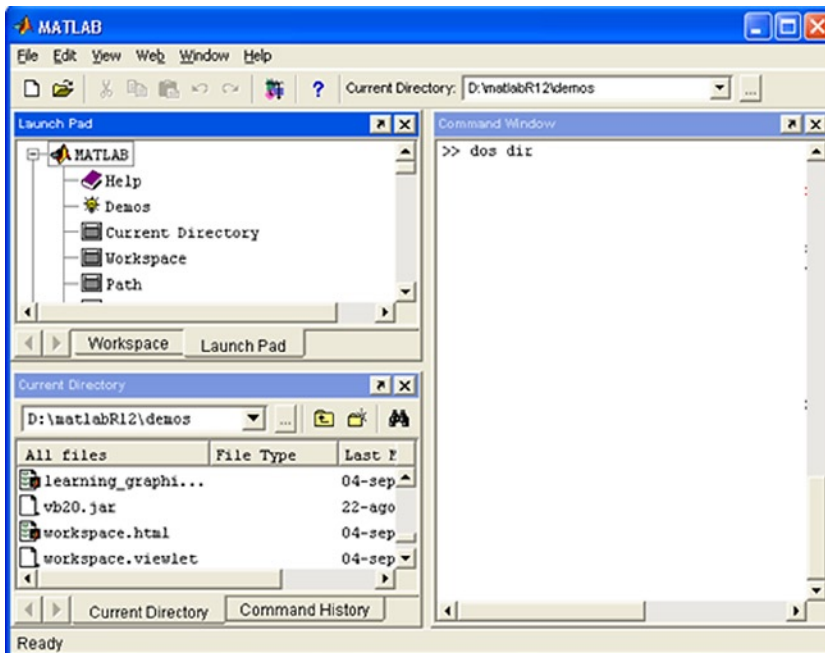 MATLAB
File Edit View Web Window Help
? Current Directory: D:\matlabR12\demos ...
Launch Pad
MATLAB
Help
Demos
Current Directory
Workspace
Path
Workspace Launch Pad
Current Directory
D:\matlabR12\demos ...
All files File Type Last
learning_graphi... 04-sep
vb20.jar 22-ago
workspace.html 04-sep
workspace.viewlet 04-sep
Current Directory Command History
Command Window
>> dos dir
Ready